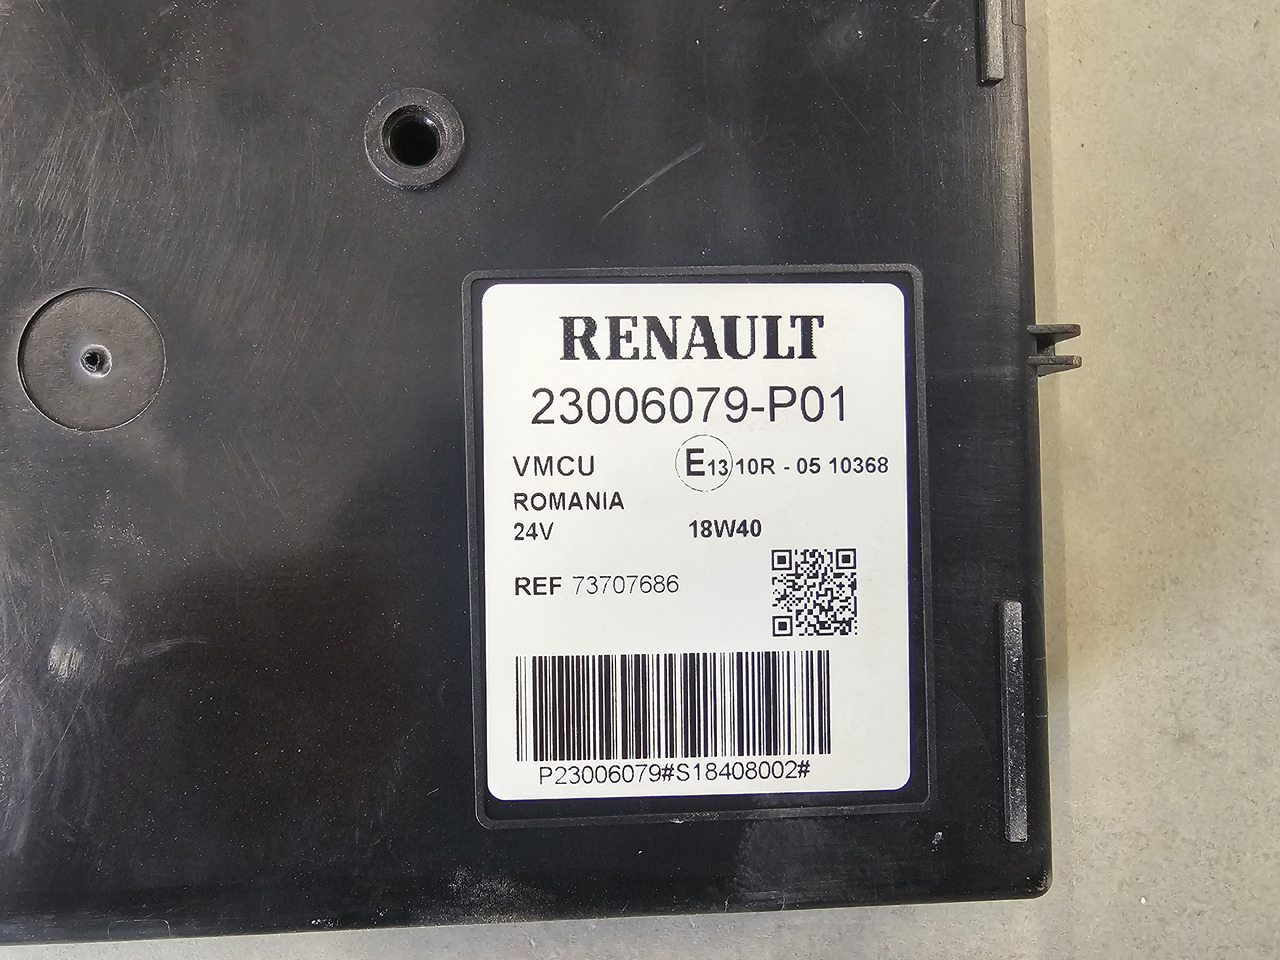 RENAULT
23006079-P01
VMCU E13 10R - 05 10368
ROMANIA
24V 18W40
REF 73707686
P23006079#S18408002#